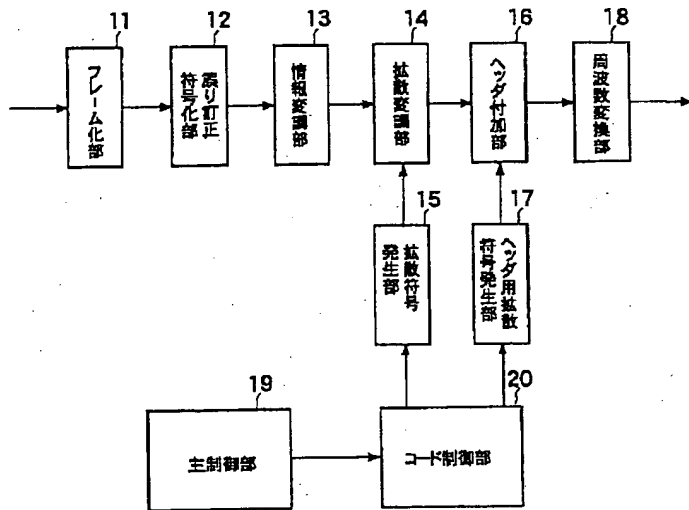 11
フレーム化部
12
誤り訂正
符号化部
13
情報変調部
14
拡散変調部
16
ヘッダ付加部
18
周波数変換部
15
拡散符号
発生部
17
ヘッダ用拡散
符号発生部
19
主制御部
20
コード制御部